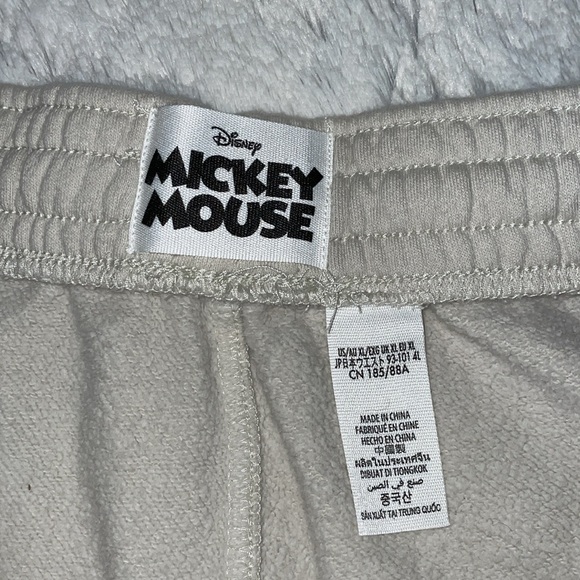 Disney
MICKEY
MOUSE
US/AU XL/EXG UK XL EU XL
JP日本ウエスト 93-101 4L
CN 185/88A
MADE IN CHINA
FABRIQUÉ EN CHINE
HECHO EN CHINA
中國製
ผลิตในประเทศจีน
DIBUAT DI TIONGKOK
صنع في الصين
중국산
SẢN XUẤT TẠI TRUNG QUỐC